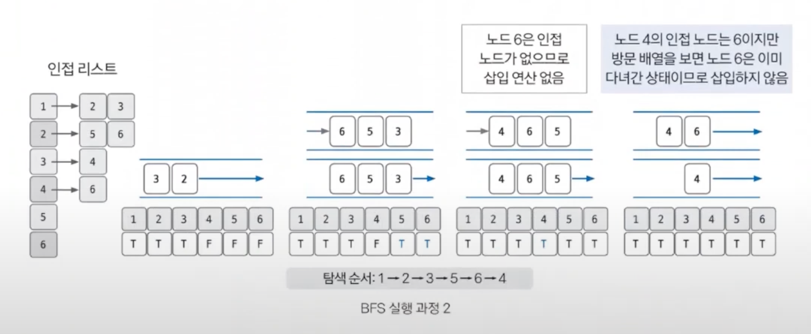 노드 6은 인접
노드가 없으므로
삽입 연산 없음
노드 4의 인접 노드는 6이지만
방문 배열을 보면 노드 6은 이미
다녀간 상태이므로 삽입하지 않음
인접 리스트
1 2 3
2 5 6
3 4
4 6
5
6
3 2
1 2 3 4 5 6
T T T F F F
6 5 3
6 5 3
1 2 3 4 5 6
T T T F T T
4 6 5
4 6 5
1 2 3 4 5 6
T T T T T T
4 6
4
1 2 3 4 5 6
T T T T T T
탐색 순서: 1→2→3→5→6→4
BFS 실행 과정 2